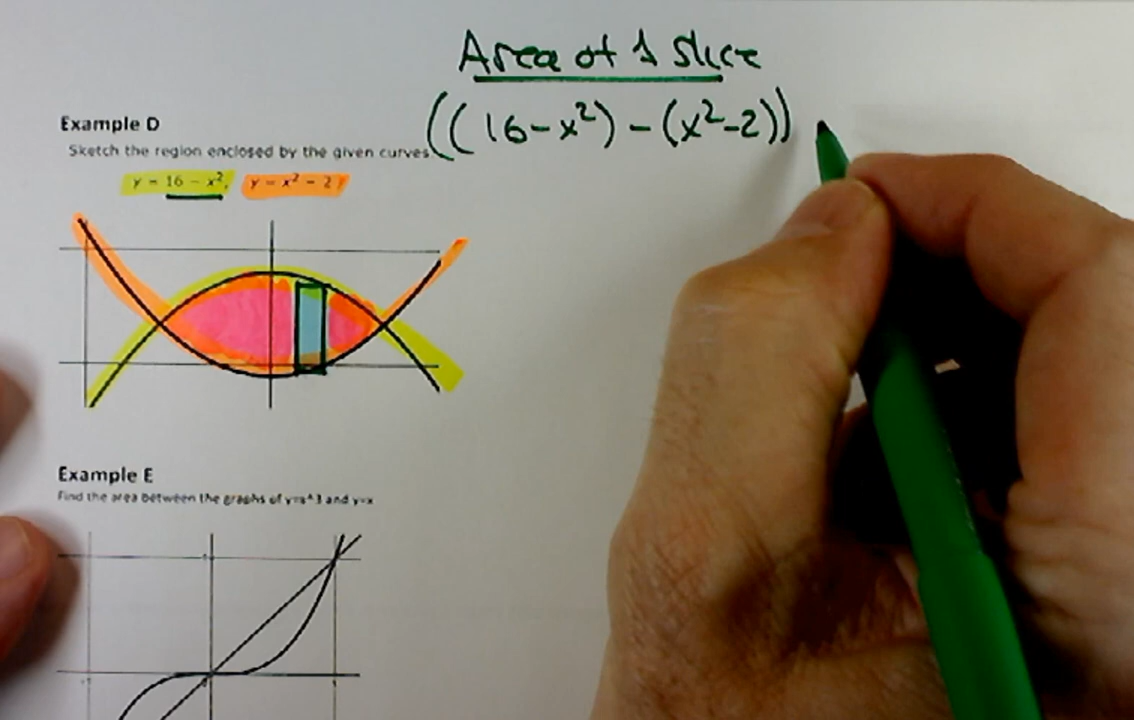 Area of 1 slice
((16-x²) - (x²-2))
Example D
Sketch the region enclosed by the given curves.
y = 16 - x², y = x² - 2
Example E
Find the area between the graphs of y=x^3 and y=x